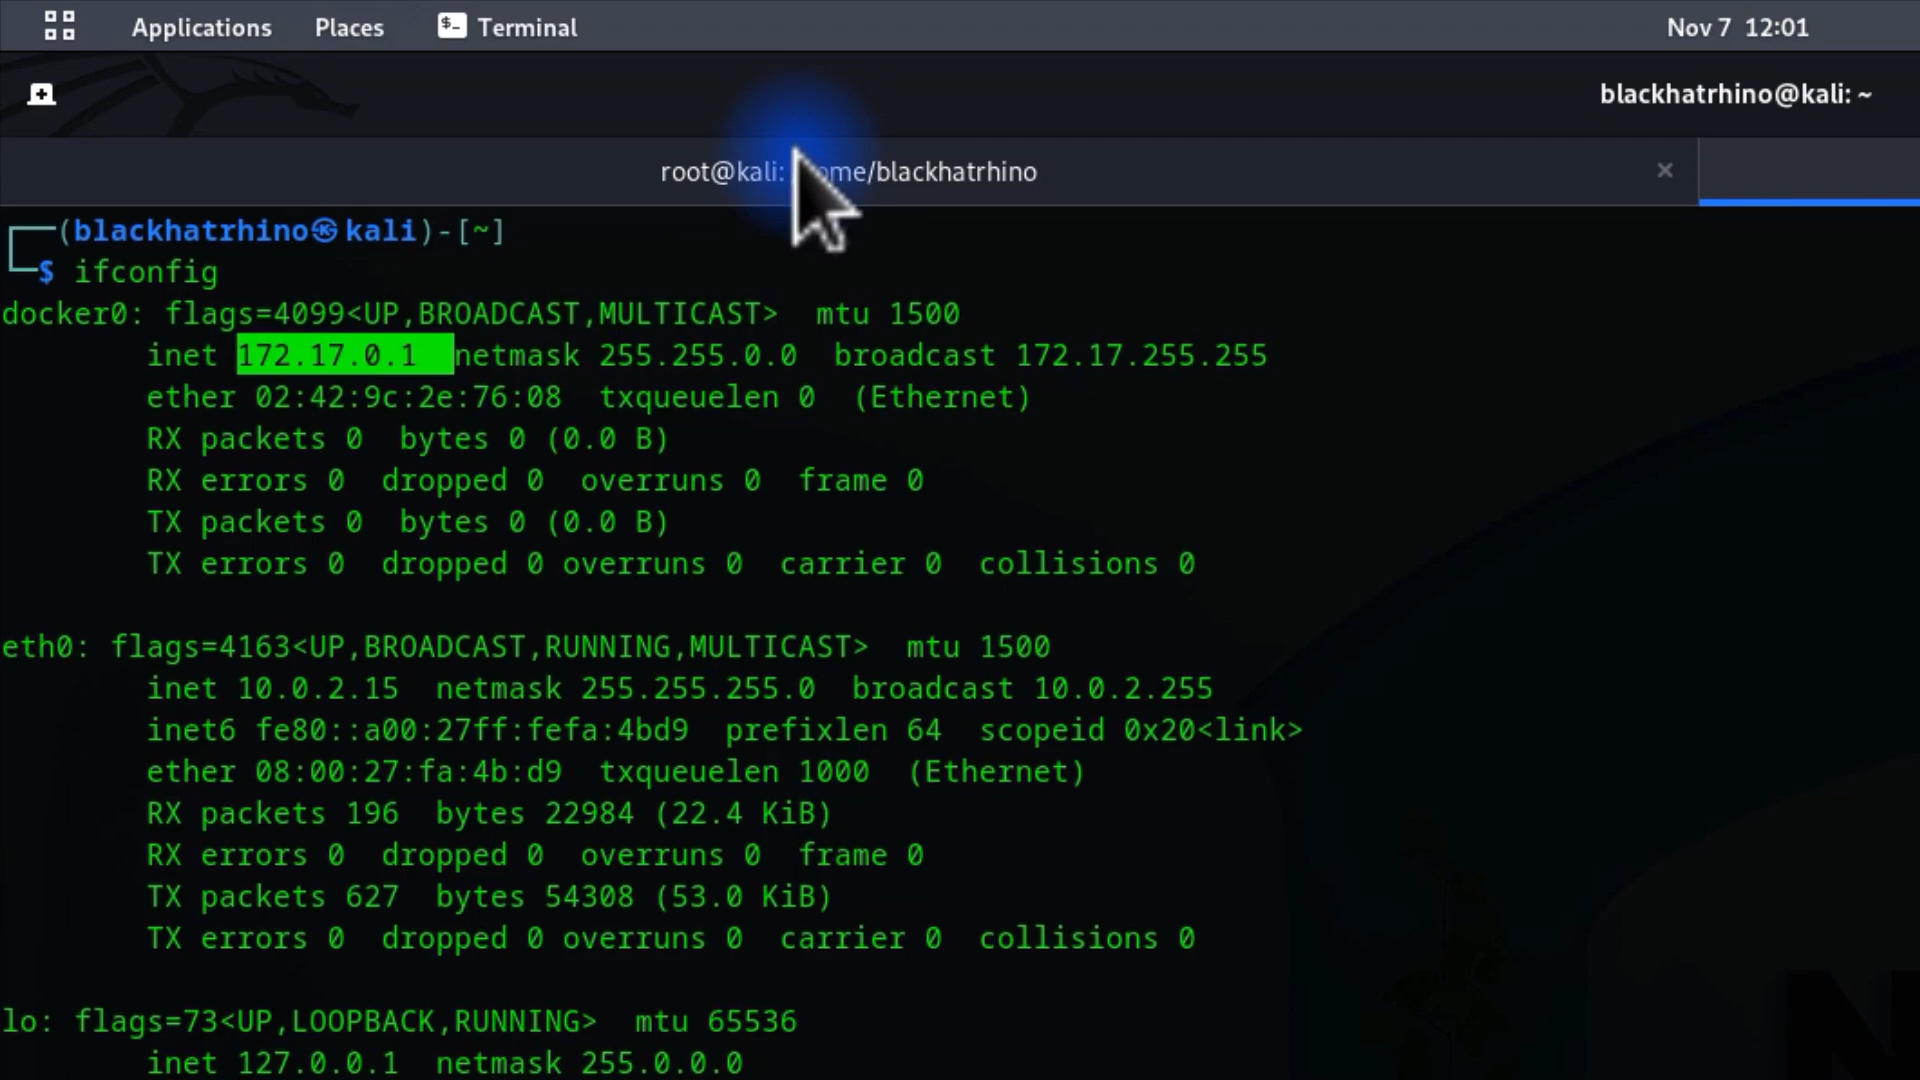 Applications Places Terminal Nov 7 12:01
blackhatrhino@kali: ~
root@kali: /home/blackhatrhino ×
(blackhatrhino㉿kali)-[~]
$ ifconfig
docker0: flags=4099<UP,BROADCAST,MULTICAST> mtu 1500
inet 172.17.0.1 netmask 255.255.0.0 broadcast 172.17.255.255
ether 02:42:9c:2e:76:08 txqueuelen 0 (Ethernet)
RX packets 0 bytes 0 (0.0 B)
RX errors 0 dropped 0 overruns 0 frame 0
TX packets 0 bytes 0 (0.0 B)
TX errors 0 dropped 0 overruns 0 carrier 0 collisions 0
eth0: flags=4163<UP,BROADCAST,RUNNING,MULTICAST> mtu 1500
inet 10.0.2.15 netmask 255.255.255.0 broadcast 10.0.2.255
inet6 fe80::a00:27ff:fefa:4bd9 prefixlen 64 scopeid 0x20<link>
ether 08:00:27:fa:4b:d9 txqueuelen 1000 (Ethernet)
RX packets 196 bytes 22984 (22.4 KiB)
RX errors 0 dropped 0 overruns 0 frame 0
TX packets 627 bytes 54308 (53.0 KiB)
TX errors 0 dropped 0 overruns 0 carrier 0 collisions 0
lo: flags=73<UP,LOOPBACK,RUNNING> mtu 65536
inet 127.0.0.1 netmask 255.0.0.0